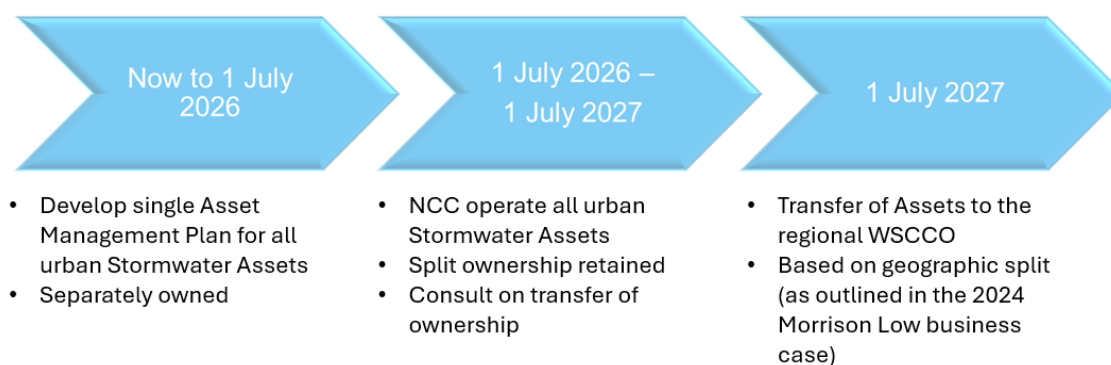 Now to 1 July
2026
1 July 2026 –
1 July 2027
1 July 2027
• Develop single Asset
Management Plan for all
urban Stormwater Assets
• Separately owned
• NCC operate all urban
Stormwater Assets
• Split ownership retained
• Consult on transfer of
ownership
• Transfer of Assets to the
regional WSCCO
• Based on geographic split
(as outlined in the 2024
Morrison Low business
case)